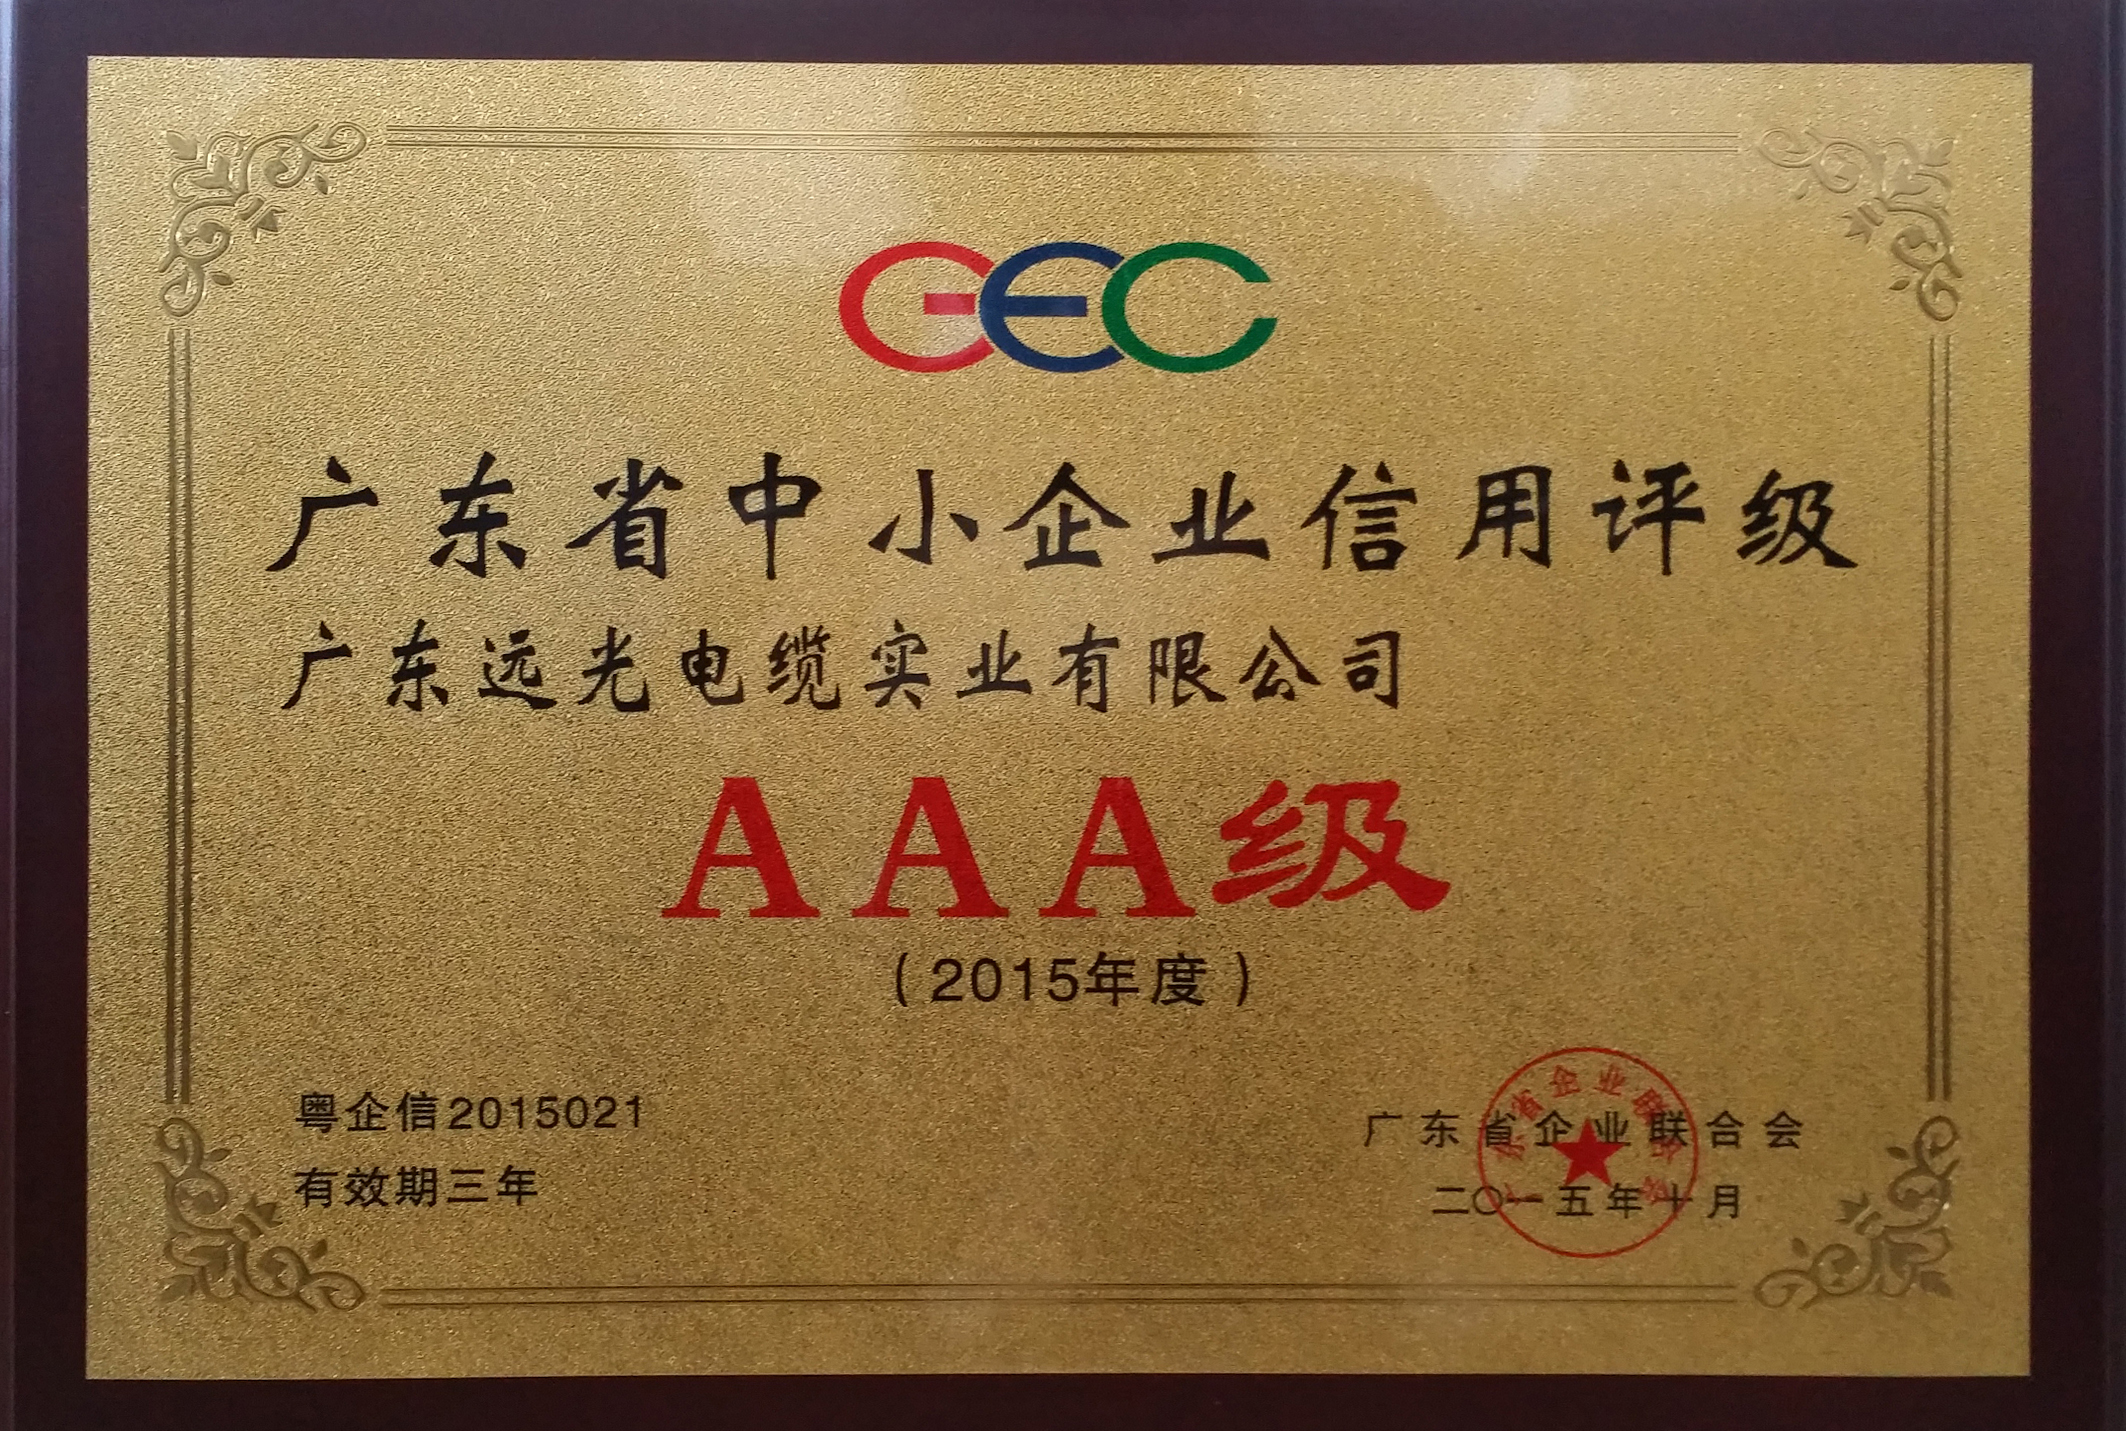 GEC
广东省中小企业信用评级
广东远光电缆实业有限公司
AAA级
（2015年度）
粤企信2015021
有效期三年
广东省企业联合会
二〇一五年十月